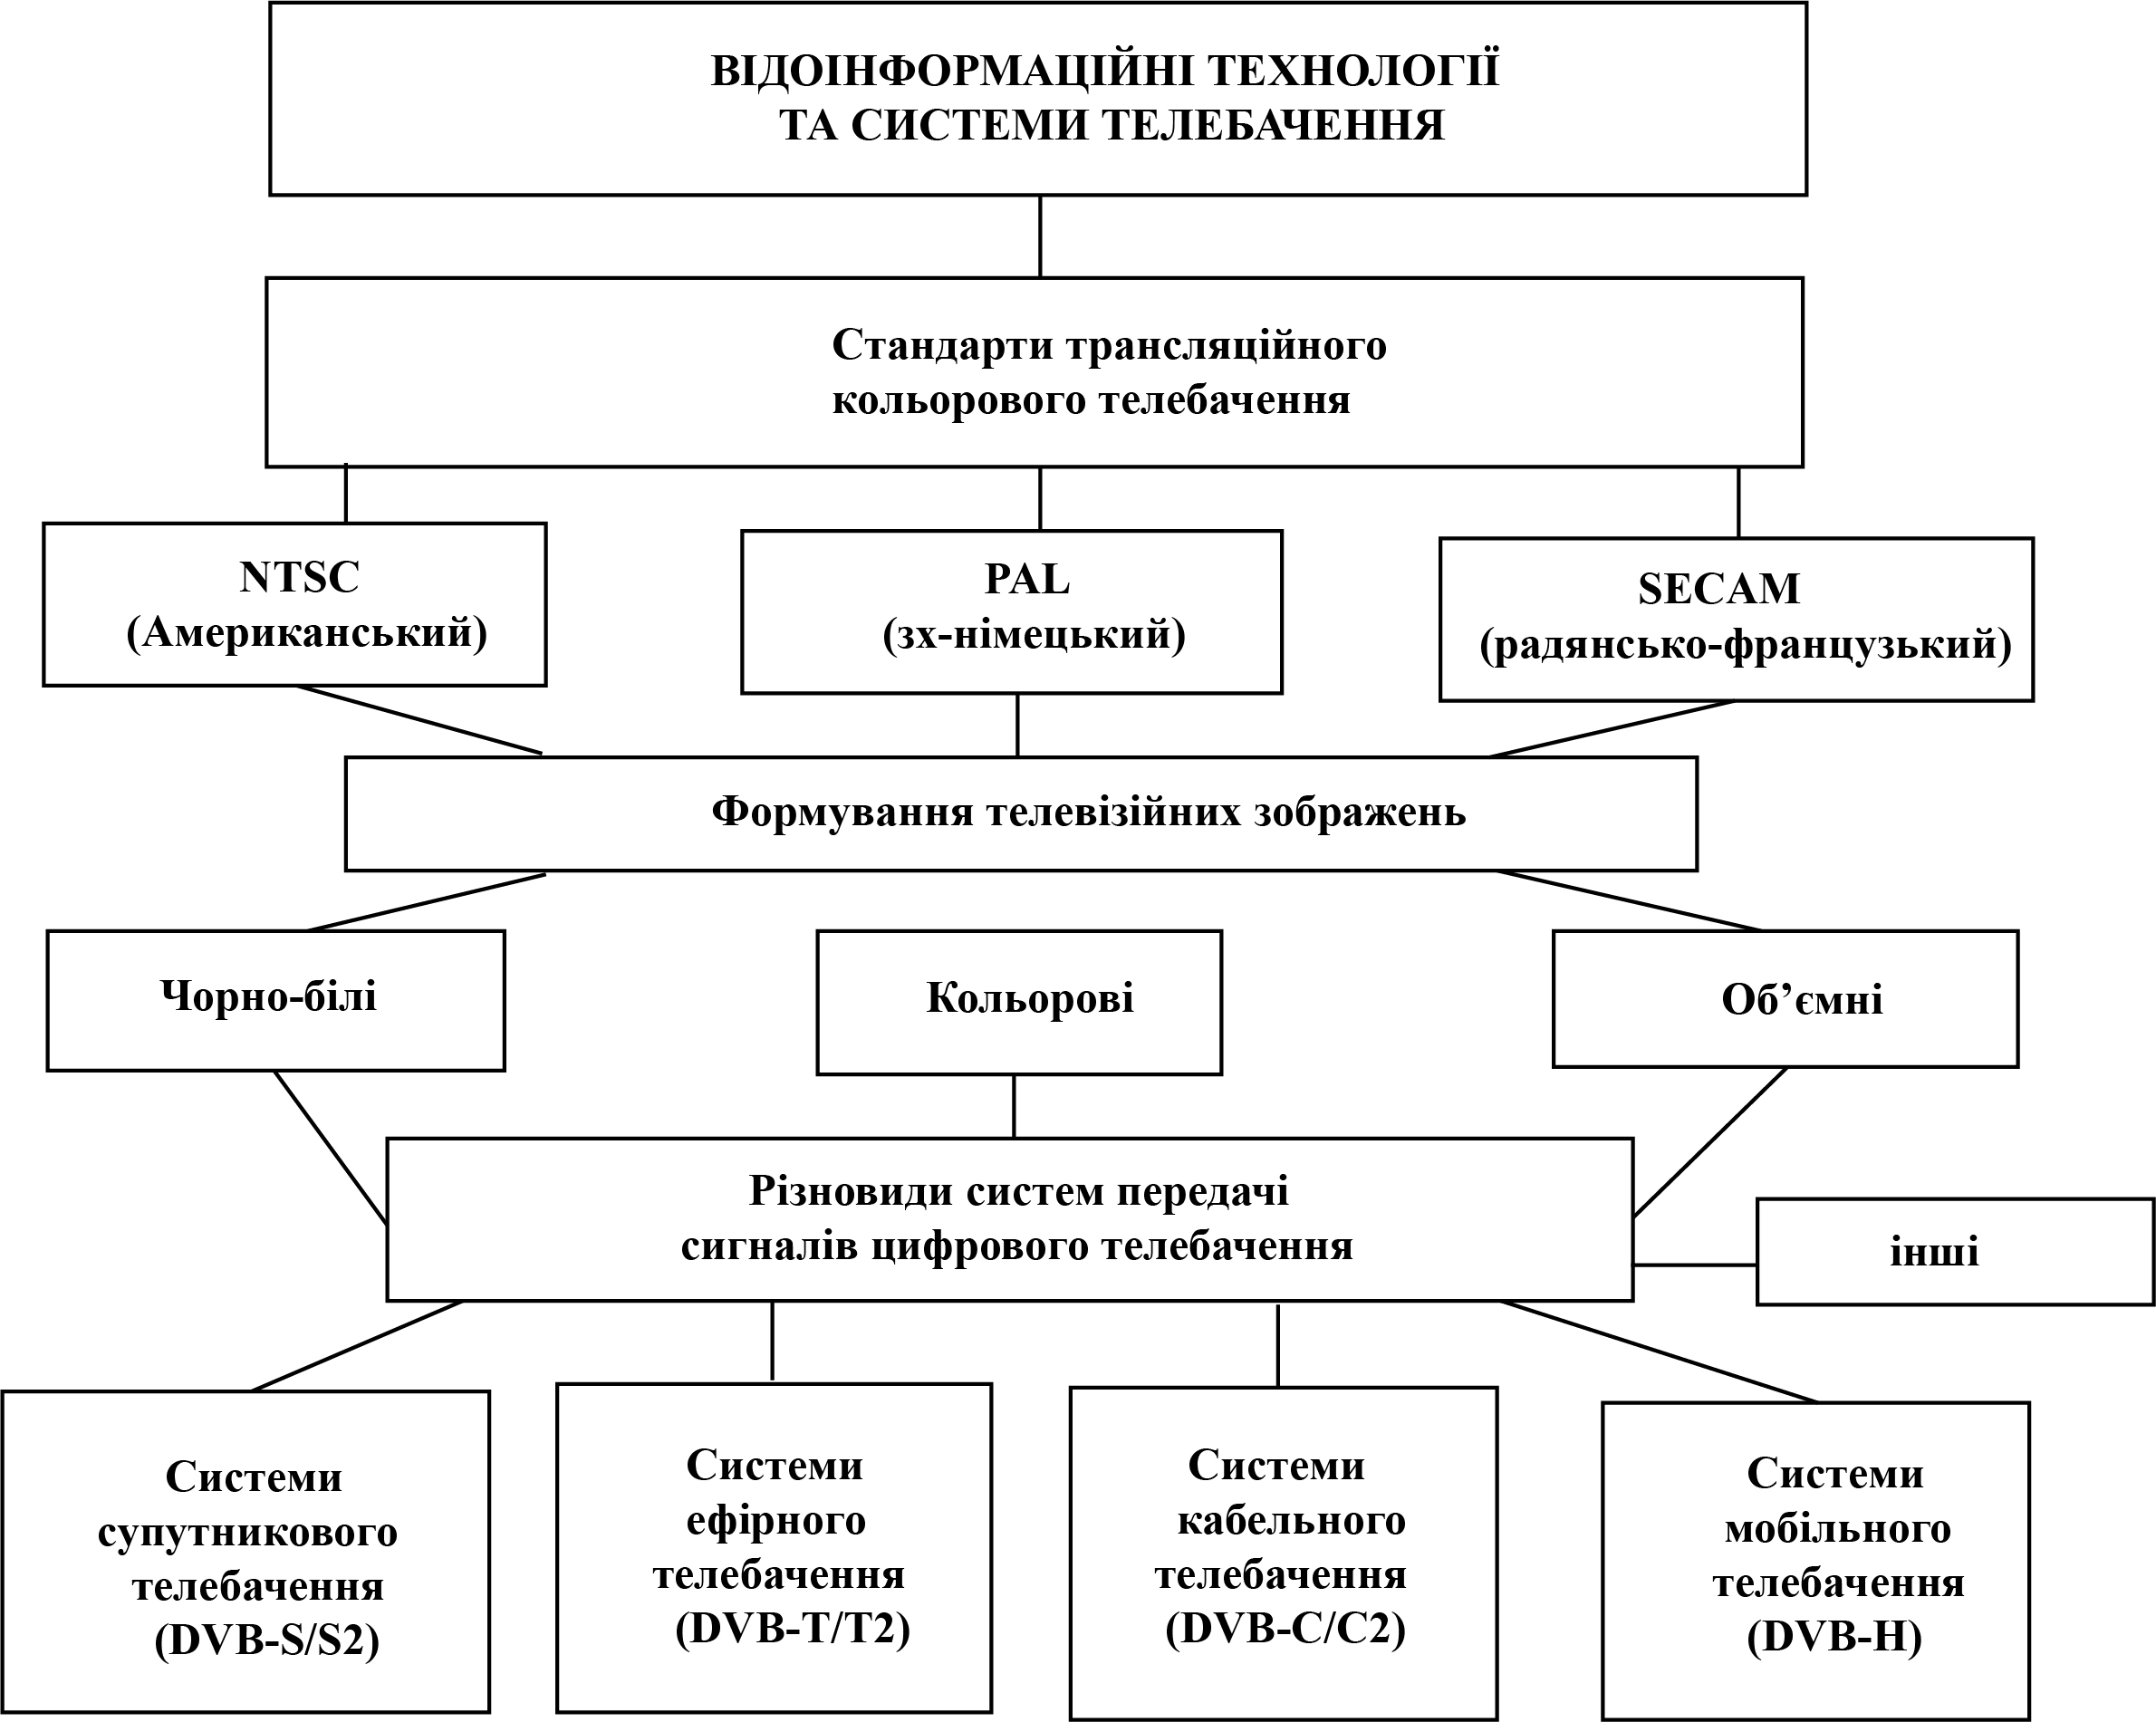 ВІДОІНФОРМАЦІЙНІ ТЕХНОЛОГІЇ
ТА СИСТЕМИ ТЕЛЕБАЧЕННЯ
Стандарти трансляційного
кольорового телебачення
NTSC
(Американський)
PAL
(зх-німецький)
SECAM
(радянсько-французький)
Формування телевізійних зображень
Чорно-білі
Кольорові
Об’ємні
Різновиди систем передачі
сигналів цифрового телебачення
інші
Системи
супутникового
телебачення
(DVB-S/S2)
Системи
ефірного
телебачення
(DVB-T/T2)
Системи
кабельного
телебачення
(DVB-C/C2)
Системи
мобільного
телебачення
(DVB-H)